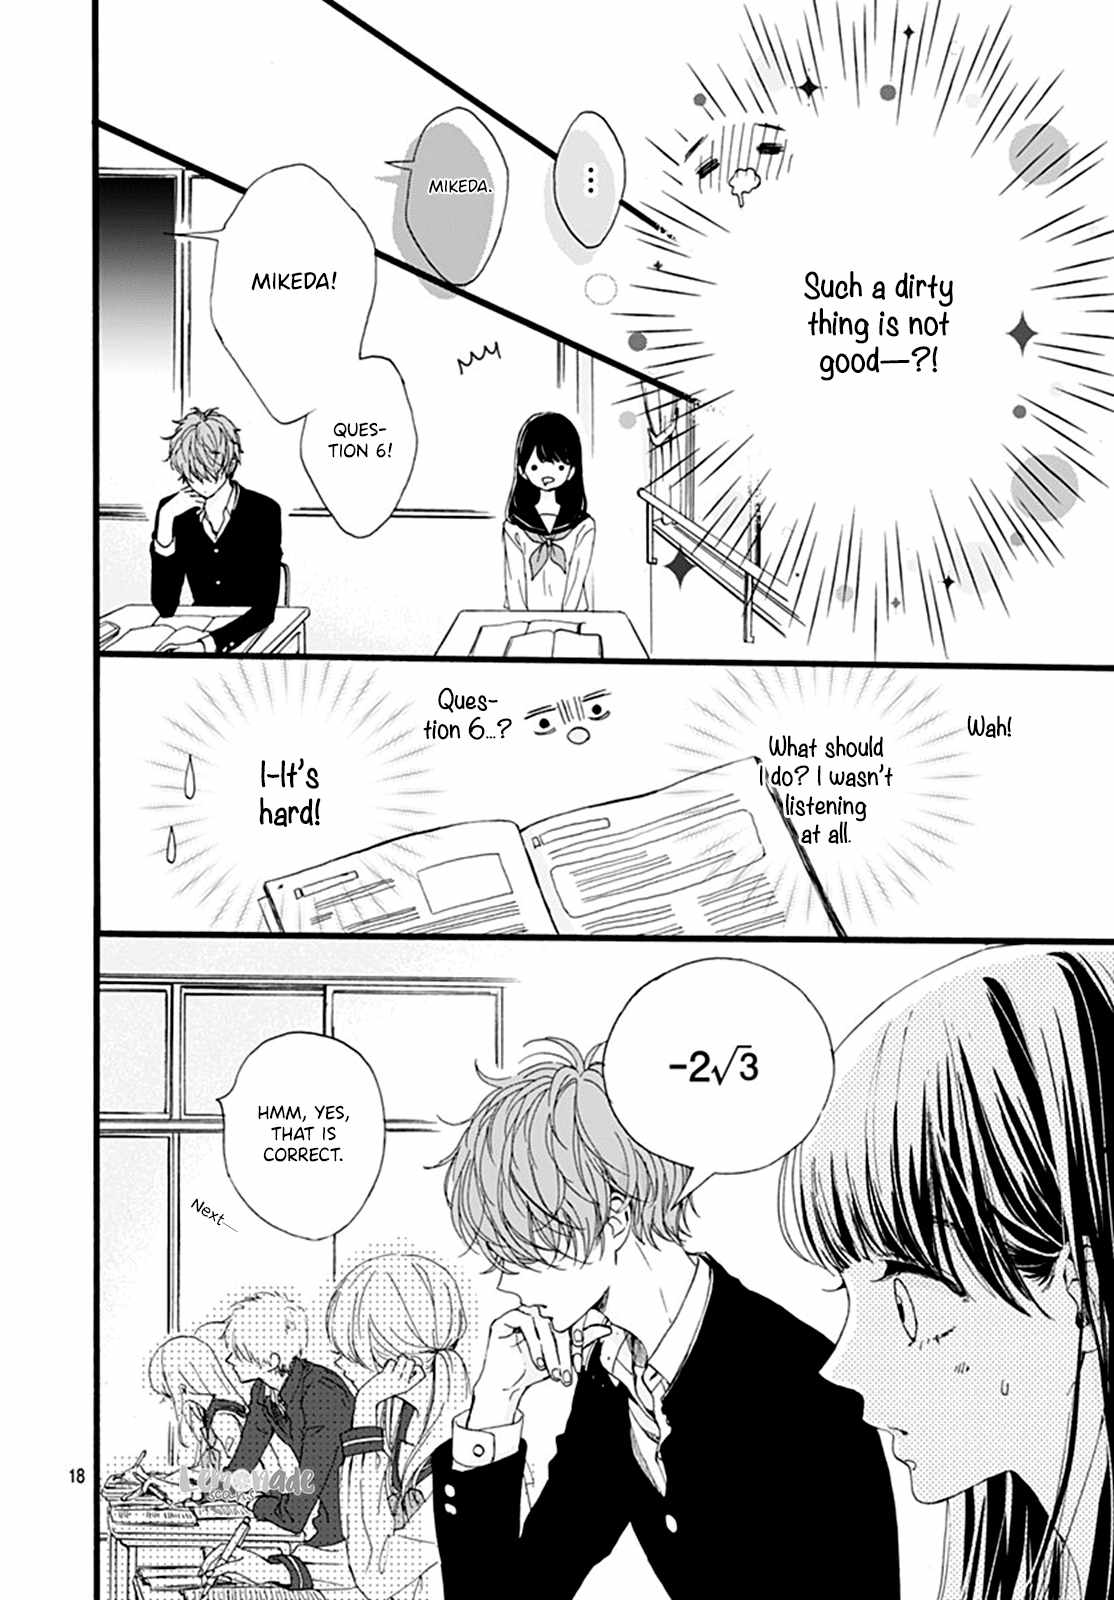 Such a dirty
thing is not
good—?!
...
MIKEDA.
MIKEDA!
QUES-
TION 6!
Wah!
What should
I do? I wasn't
listening
at all.
Ques-
tion 6...?
I-It's
hard!
-2√3
HMM, YES,
THAT IS
CORRECT.
Next—
Lemonade
18